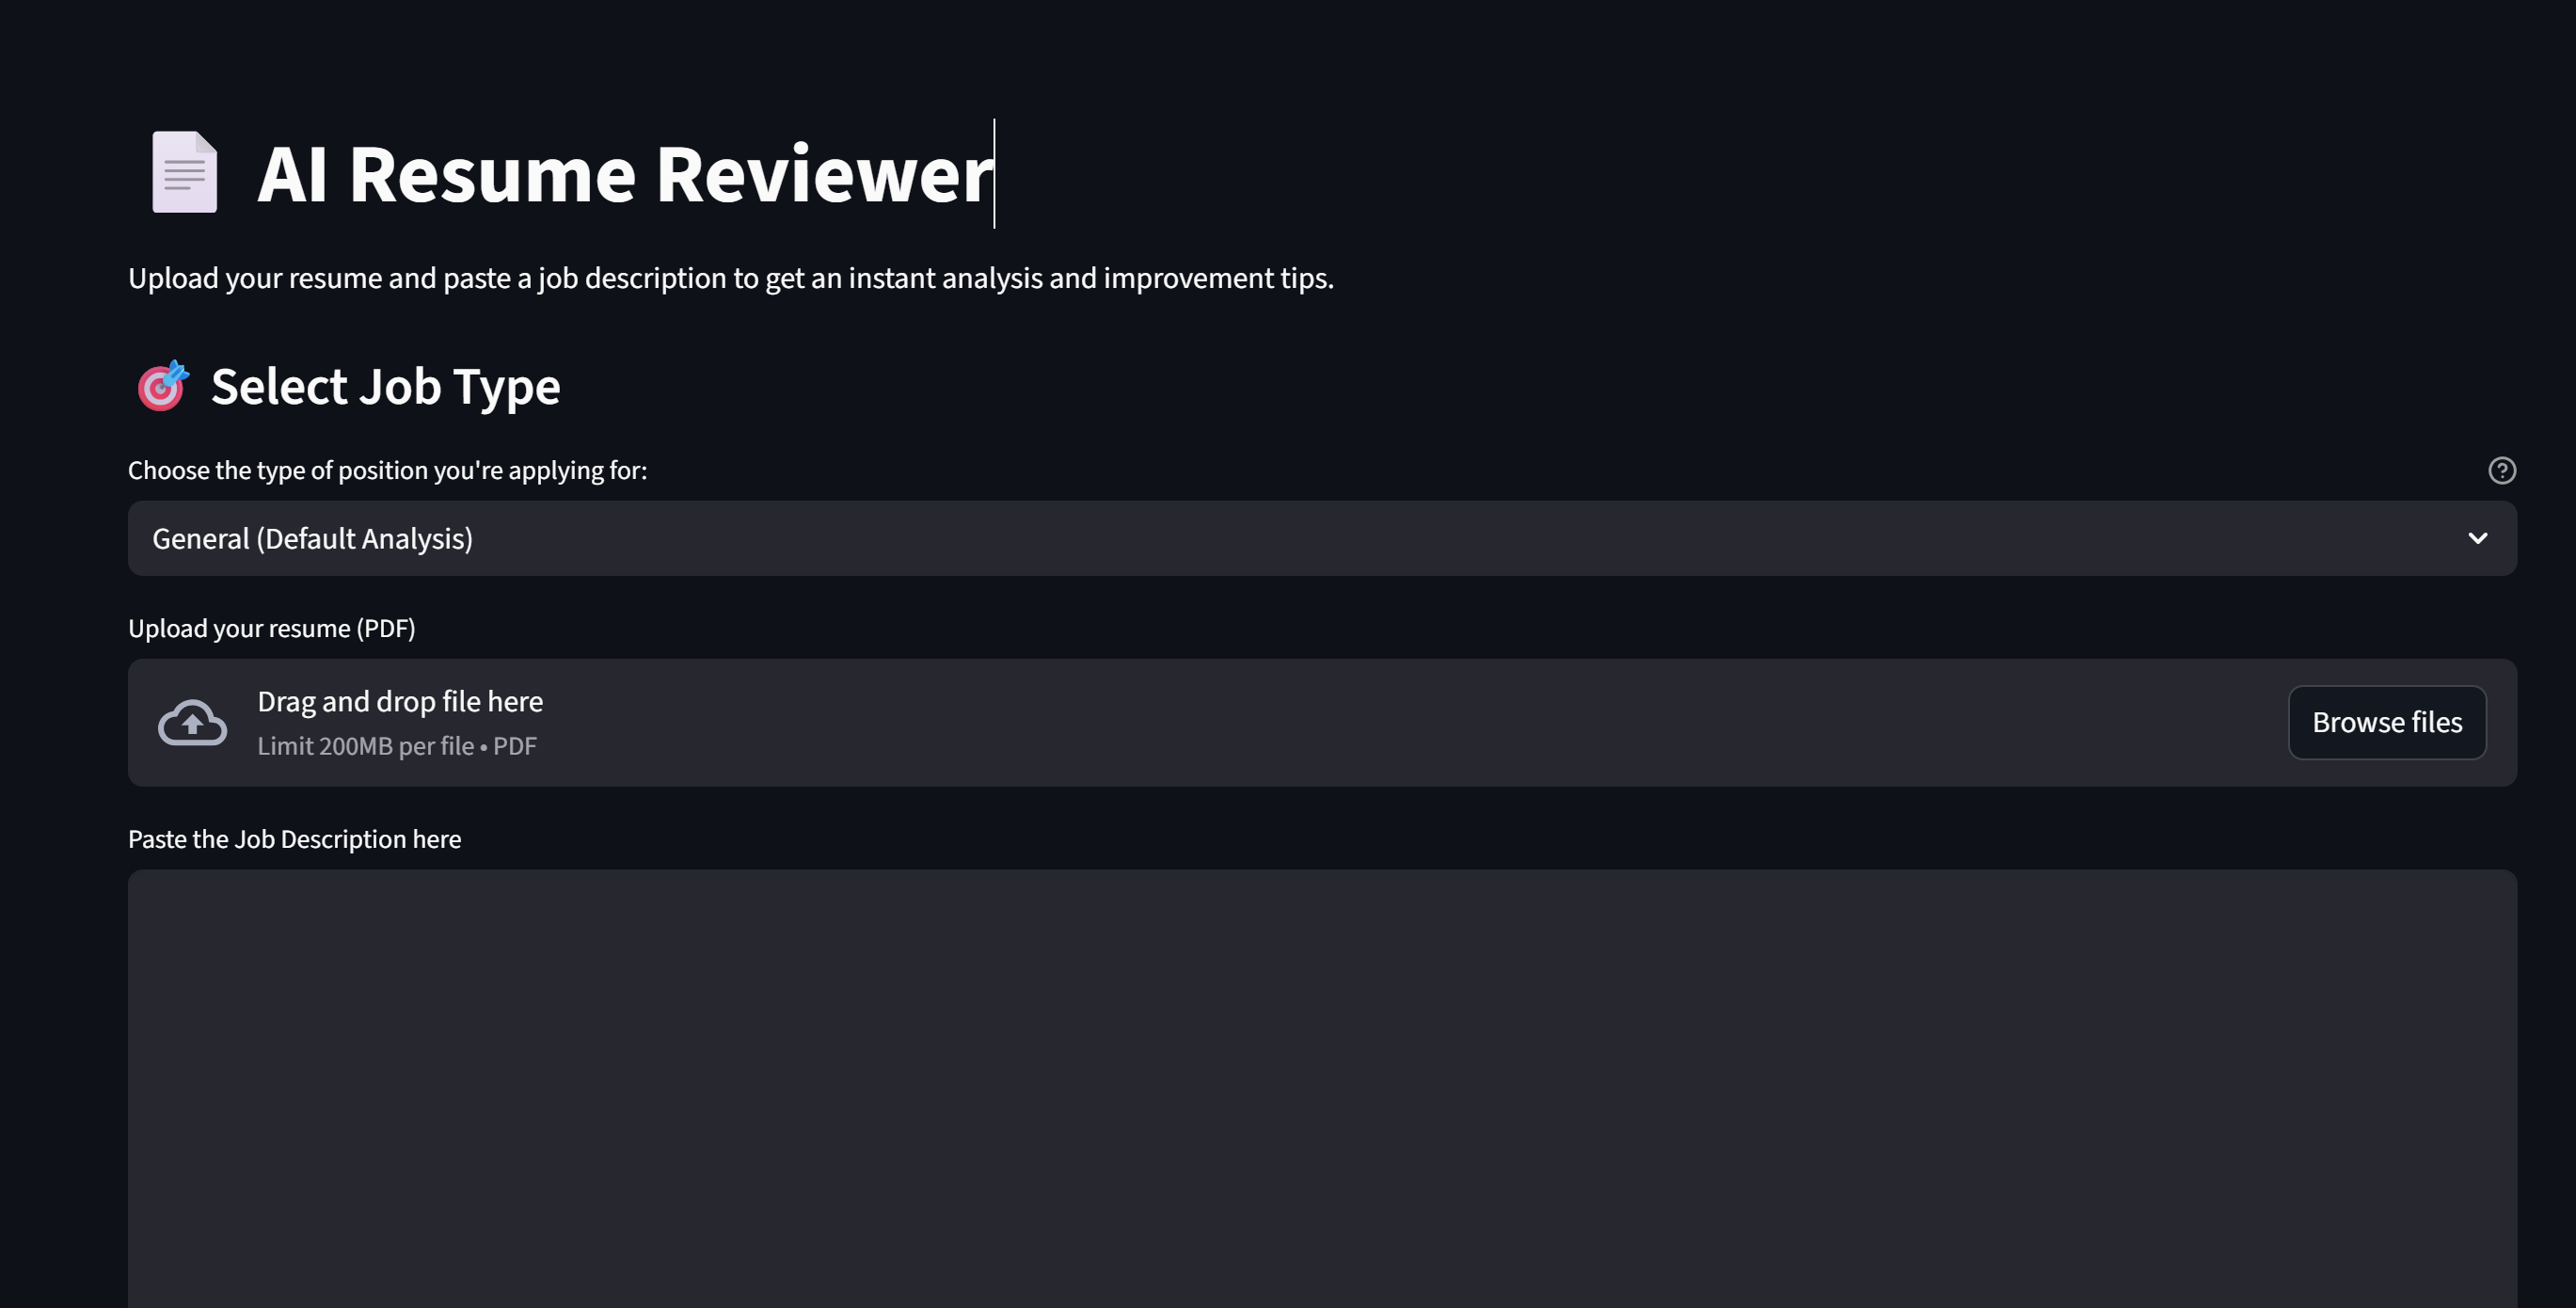 AI Resume Reviewer
Upload your resume and paste a job description to get an instant analysis and improvement tips.
Select Job Type
Choose the type of position you're applying for:
General (Default Analysis)
Upload your resume (PDF)
Drag and drop file here
Limit 200MB per file • PDF
Browse files
Paste the Job Description here